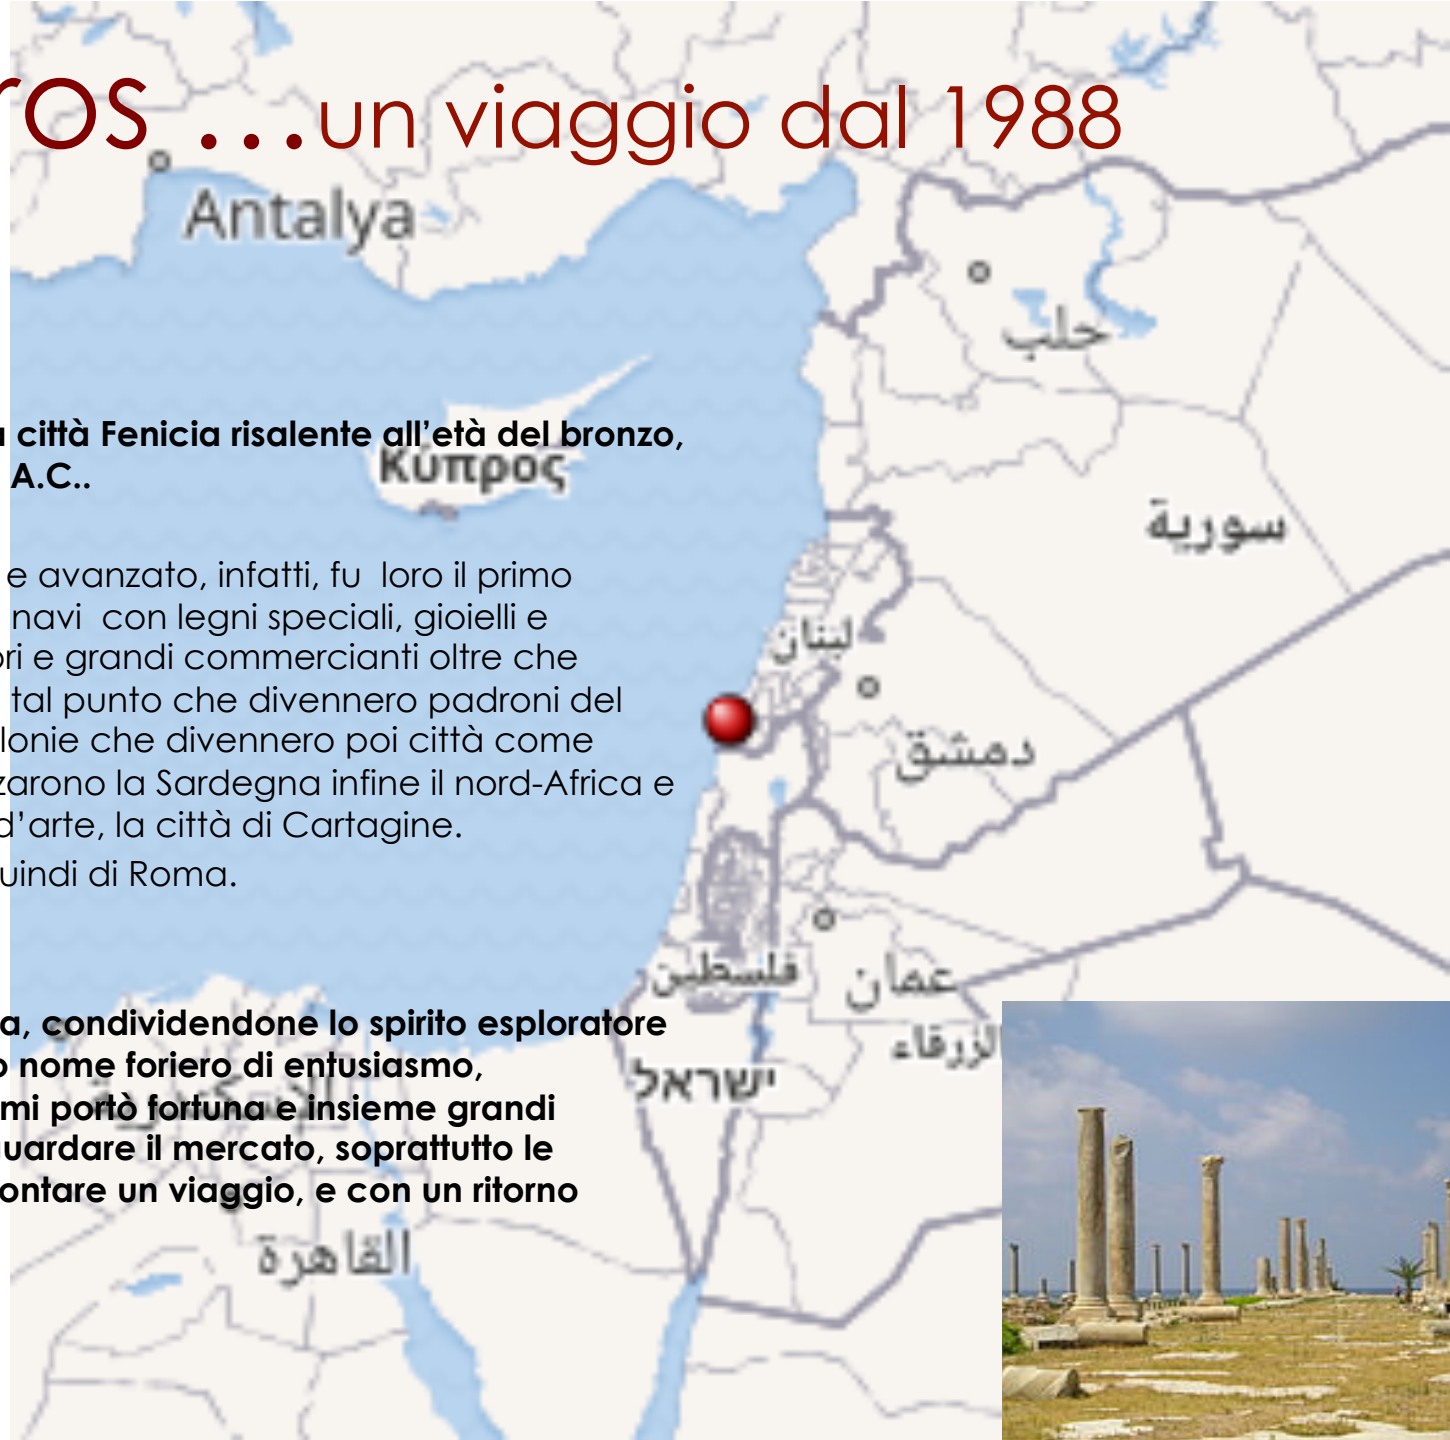 ros ...un viaggio dal 1988
Antalya
حلب
città Fenicia risalente all’età del bronzo,
Κύπρος
A.C..
سورية
e avanzato, infatti, fu loro il primo
navi con legni speciali, gioielli e
لبنان
ori e grandi commercianti oltre che
tal punto che divennero padroni del
lonie che divennero poi città come
دمشق
zarono la Sardegna infine il nord-Africa e
d’arte, la città di Cartagine.
uindi di Roma.
فلسطين
عمان
a, condividendone lo spirito esploratore
الزرقاء
o nome foriero di entusiasmo,
ישראל
الإسكندرية
mi portò fortuna e insieme grandi
uardare il mercato, soprattutto le
ontare un viaggio, e con un ritorno
القاهرة